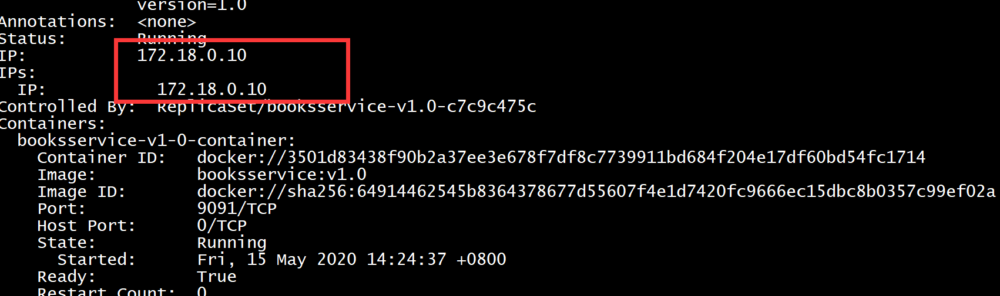 version=1.0
Annotations:  <none>
Status:       Running
IP:           172.18.0.10
IPs:
  IP:           172.18.0.10
Controlled By:  ReplicaSet/booksservice-v1.0-c7c9c475c
Containers:
  booksservice-v1-0-container:
    Container ID:   docker://3501d83438f90b2a37ee3e678f7df8c7739911bd684f204e17df60bd54fc1714
    Image:          booksservice:v1.0
    Image ID:       docker://sha256:64914462545b8364378677d55607f4e1d7420fc9666ec15dbc8b0357c99ef02a
    Port:           9091/TCP
    Host Port:      0/TCP
    State:          Running
      Started:      Fri, 15 May 2020 14:24:37 +0800
    Ready:          True
    Restart Count:  0